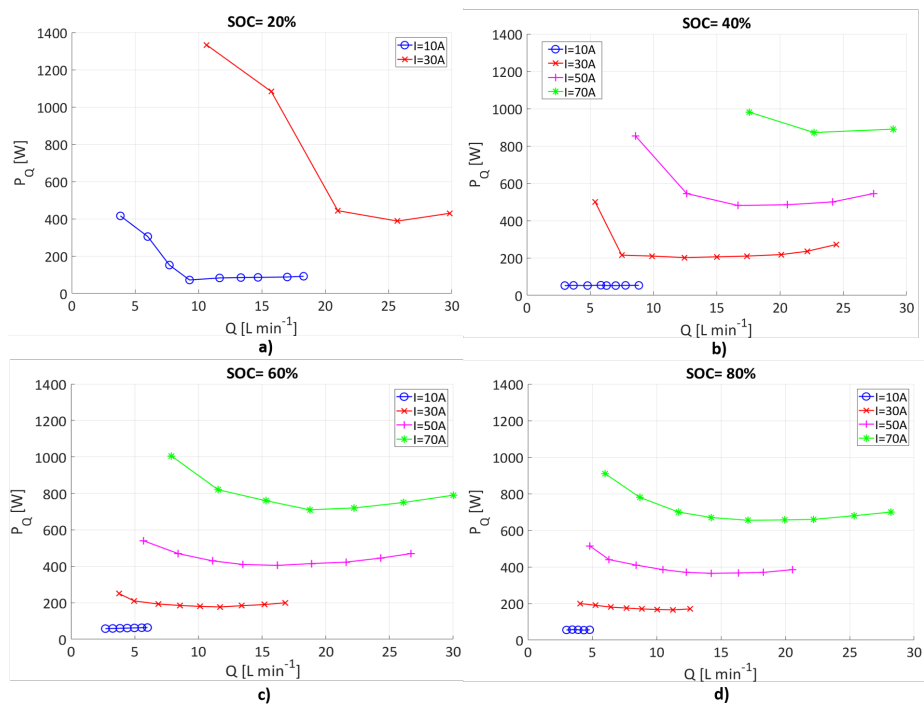 SOC= 20%
1400
1200
1000
800
600
400
200
0
P_Q [W]
0 5 10 15 20 25 30
Q [L min⁻¹]
I=10A
I=30A
a)
SOC= 40%
1400
1200
1000
800
600
400
200
0
P_Q [W]
0 5 10 15 20 25 30
Q [L min⁻¹]
I=10A
I=30A
I=50A
I=70A
b)
SOC= 60%
1400
1200
1000
800
600
400
200
0
P_Q [W]
0 5 10 15 20 25 30
Q [L min⁻¹]
I=10A
I=30A
I=50A
I=70A
c)
SOC= 80%
1400
1200
1000
800
600
400
200
0
P_Q [W]
0 5 10 15 20 25 30
Q [L min⁻¹]
I=10A
I=30A
I=50A
I=70A
d)